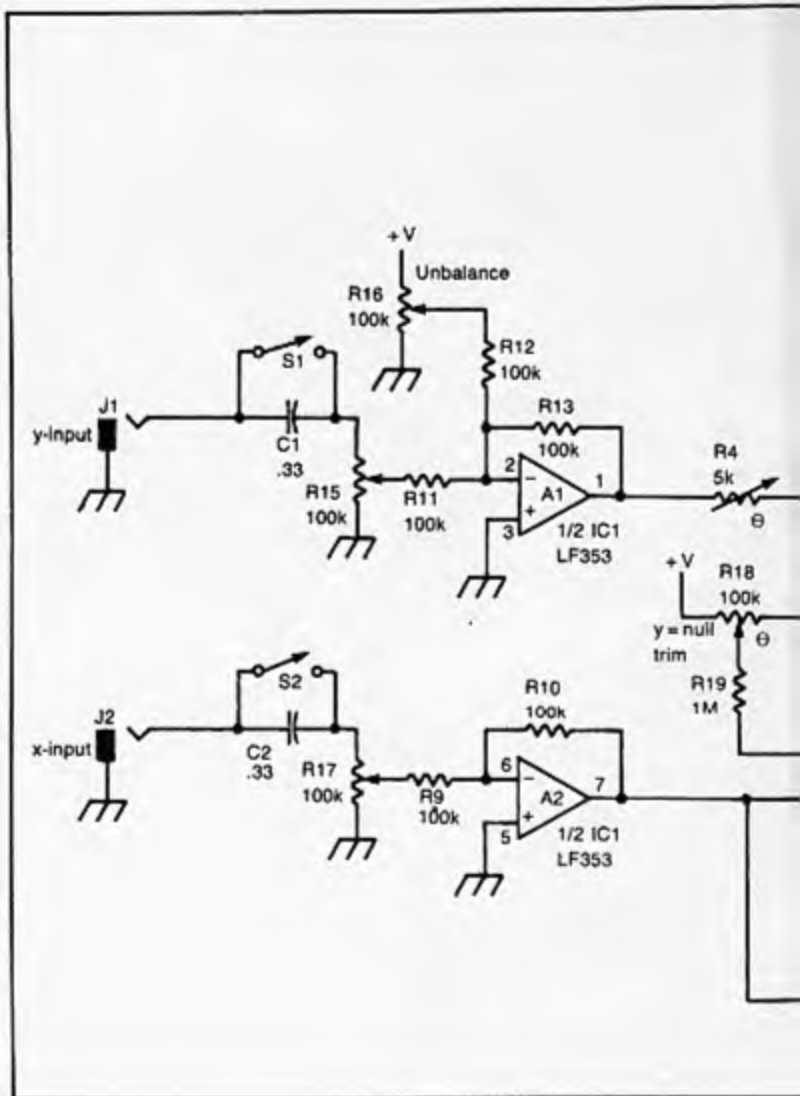 +V
Unbalance
R16
100k
R12
100k
S1
J1
y-input
C1
.33
R13
100k
R15
100k
R11
100k
2
−
A1
1
+
3
1/2 IC1
LF353
R4
5k
Θ
+V
R18
100k
y=null
trim
Θ
R19
1M
S2
J2
x-input
C2
.33
R17
100k
R10
100k
R9
100k
6
−
A2
7
+
5
1/2 IC1
LF353